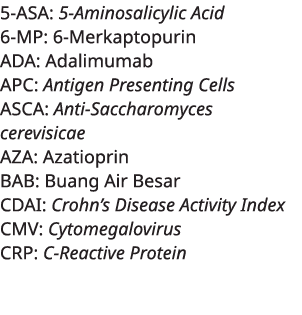 5-ASA: 5-Aminosalicylic Acid
6-MP: 6-Merkaptopurin
ADA: Adalimumab
APC: Antigen Presenting Cells
ASCA: Anti-Saccharomyces
cerevisicae
AZA: Azatioprin
BAB: Buang Air Besar
CDAI: Crohn’s Disease Activity Index
CMV: Cytomegalovirus
CRP: C-Reactive Protein